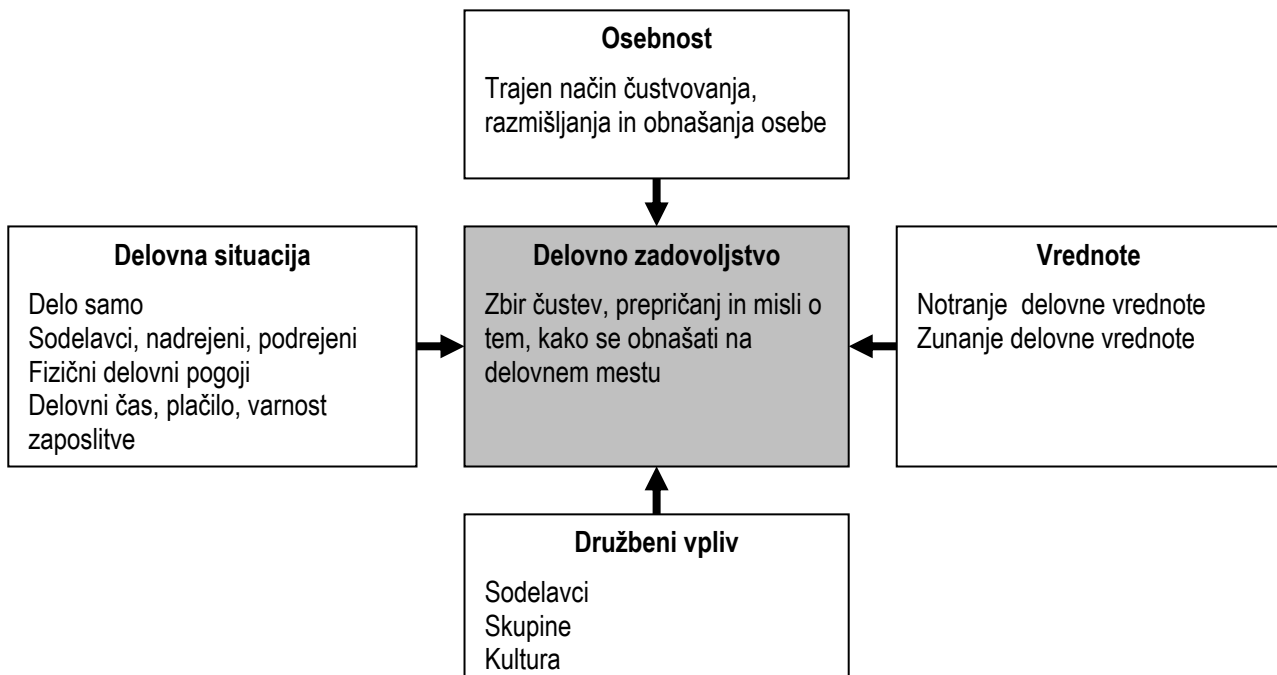 Osebnost
Trajen način čustvovanja,
razmišljanja in obnašanja osebe
Delovna situacija
Delo samo
Sodelavci, nadrejeni, podrejeni
Fizični delovni pogoji
Delovni čas, plačilo, varnost
zaposlitve
Delovno zadovoljstvo
Zbir čustev, prepričanj in misli o
tem, kako se obnašati na
delovnem mestu
Vrednote
Notranje delovne vrednote
Zunanje delovne vrednote
Družbeni vpliv
Sodelavci
Skupine
Kultura